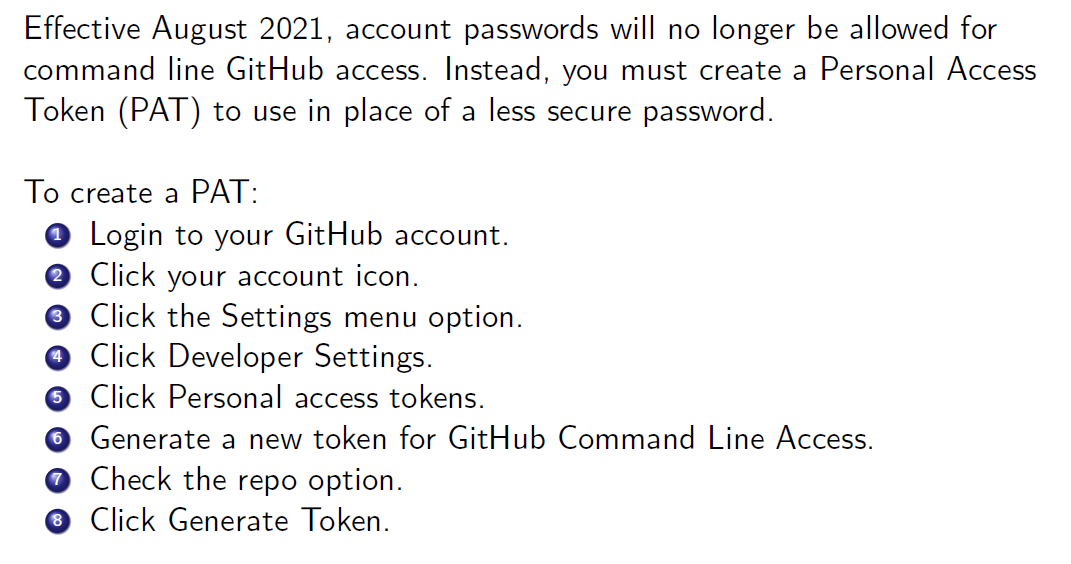 Effective August 2021, account passwords will no longer be allowed for
command line GitHub access. Instead, you must create a Personal Access
Token (PAT) to use in place of a less secure password.
To create a PAT:
1 Login to your GitHub account.
2 Click your account icon.
3 Click the Settings menu option.
4 Click Developer Settings.
5 Click Personal access tokens.
6 Generate a new token for GitHub Command Line Access.
7 Check the repo option.
8 Click Generate Token.